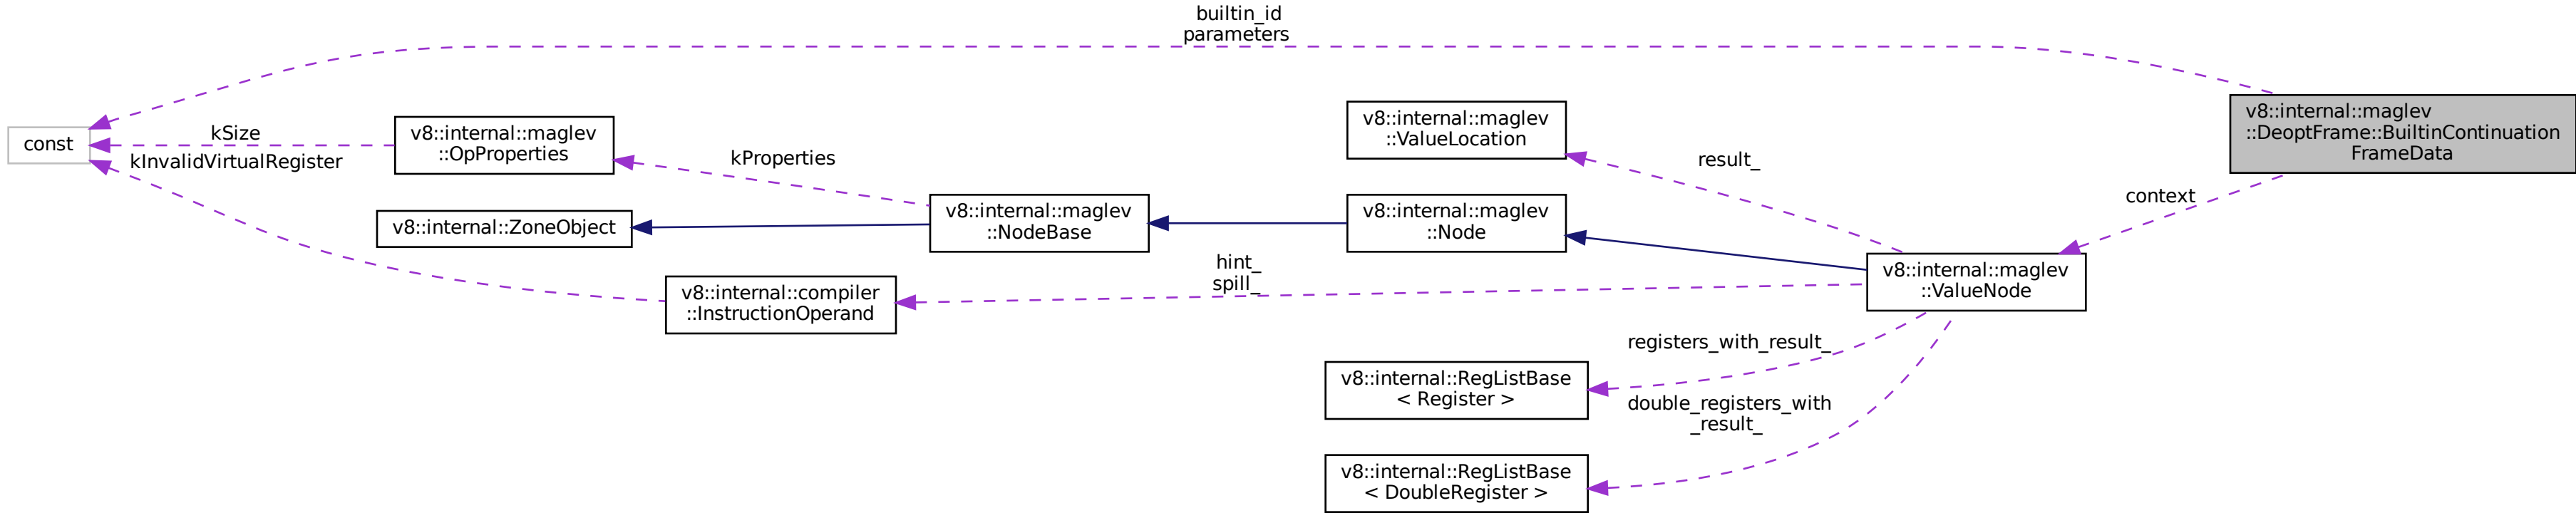 builtin_id
parameters
v8::internal::maglev
::DeoptFrame::BuiltinContinuation
FrameData
v8::internal::maglev
::ValueLocation
const
kSize
v8::internal::maglev
::OpProperties
kInvalidVirtualRegister
kProperties
result_
context
v8::internal::ZoneObject
v8::internal::maglev
::NodeBase
v8::internal::maglev
::Node
v8::internal::compiler
::InstructionOperand
hint_
spill_
v8::internal::maglev
::ValueNode
registers_with_result_
v8::internal::RegListBase
< Register >
double_registers_with
_result_
v8::internal::RegListBase
< DoubleRegister >